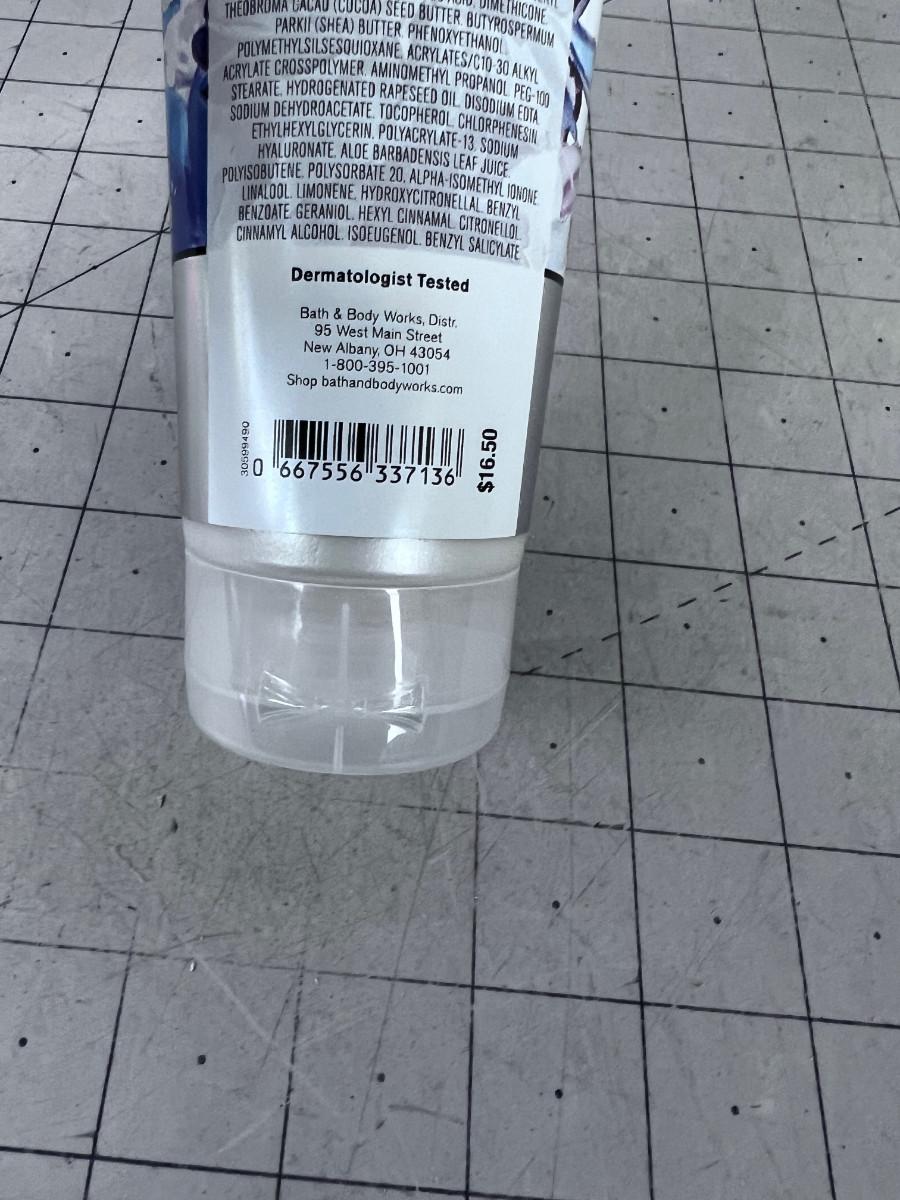 DIMETHICONE,
THEOBROMA CACAO (COCOA) SEED BUTTER, BUTYROSPERMUM
PARKII (SHEA) BUTTER, PHENOXYETHANOL,
POLYMETHYLSILSESQUIOXANE, ACRYLATES/C10-30 ALKYL
ACRYLATE CROSSPOLYMER, AMINOMETHYL PROPANOL, PEG-100
STEARATE, HYDROGENATED RAPESEED OIL, DISODIUM EDTA,
SODIUM DEHYDROACETATE, TOCOPHEROL, CHLORPHENESIN,
ETHYLHEXYLGLYCERIN, POLYACRYLATE-13, SODIUM
HYALURONATE, ALOE BARBADENSIS LEAF JUICE,
POLYISOBUTENE, POLYSORBATE 20, ALPHA-ISOMETHYL IONONE,
LINALOOL, LIMONENE, HYDROXYCITRONELLAL, BENZYL
BENZOATE, GERANIOL, HEXYL CINNAMAL, CITRONELLOL,
CINNAMYL ALCOHOL, ISOEUGENOL, BENZYL SALICYLATE.
Dermatologist Tested
Bath & Body Works, Distr.
95 West Main Street
New Albany, OH 43054
1-800-395-1001
Shop bathandbodyworks.com
30599490
0 667556 337136
$16.50